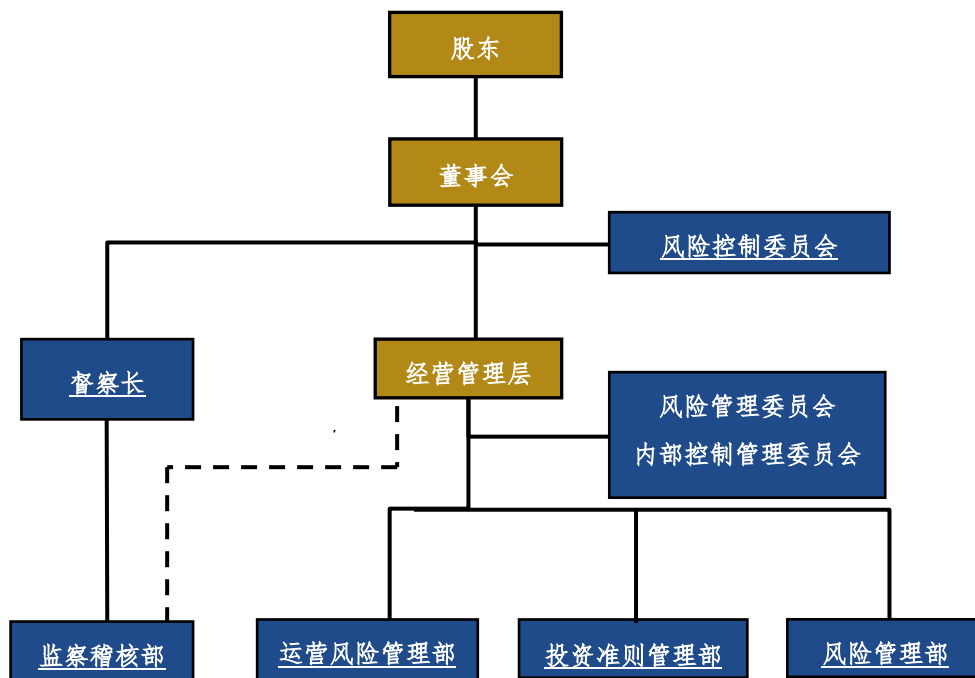 股东
董事会
风险控制委员会
督察长
经营管理层
风险管理委员会
内部控制管理委员会
监察稽核部
运营风险管理部
投资准则管理部
风险管理部